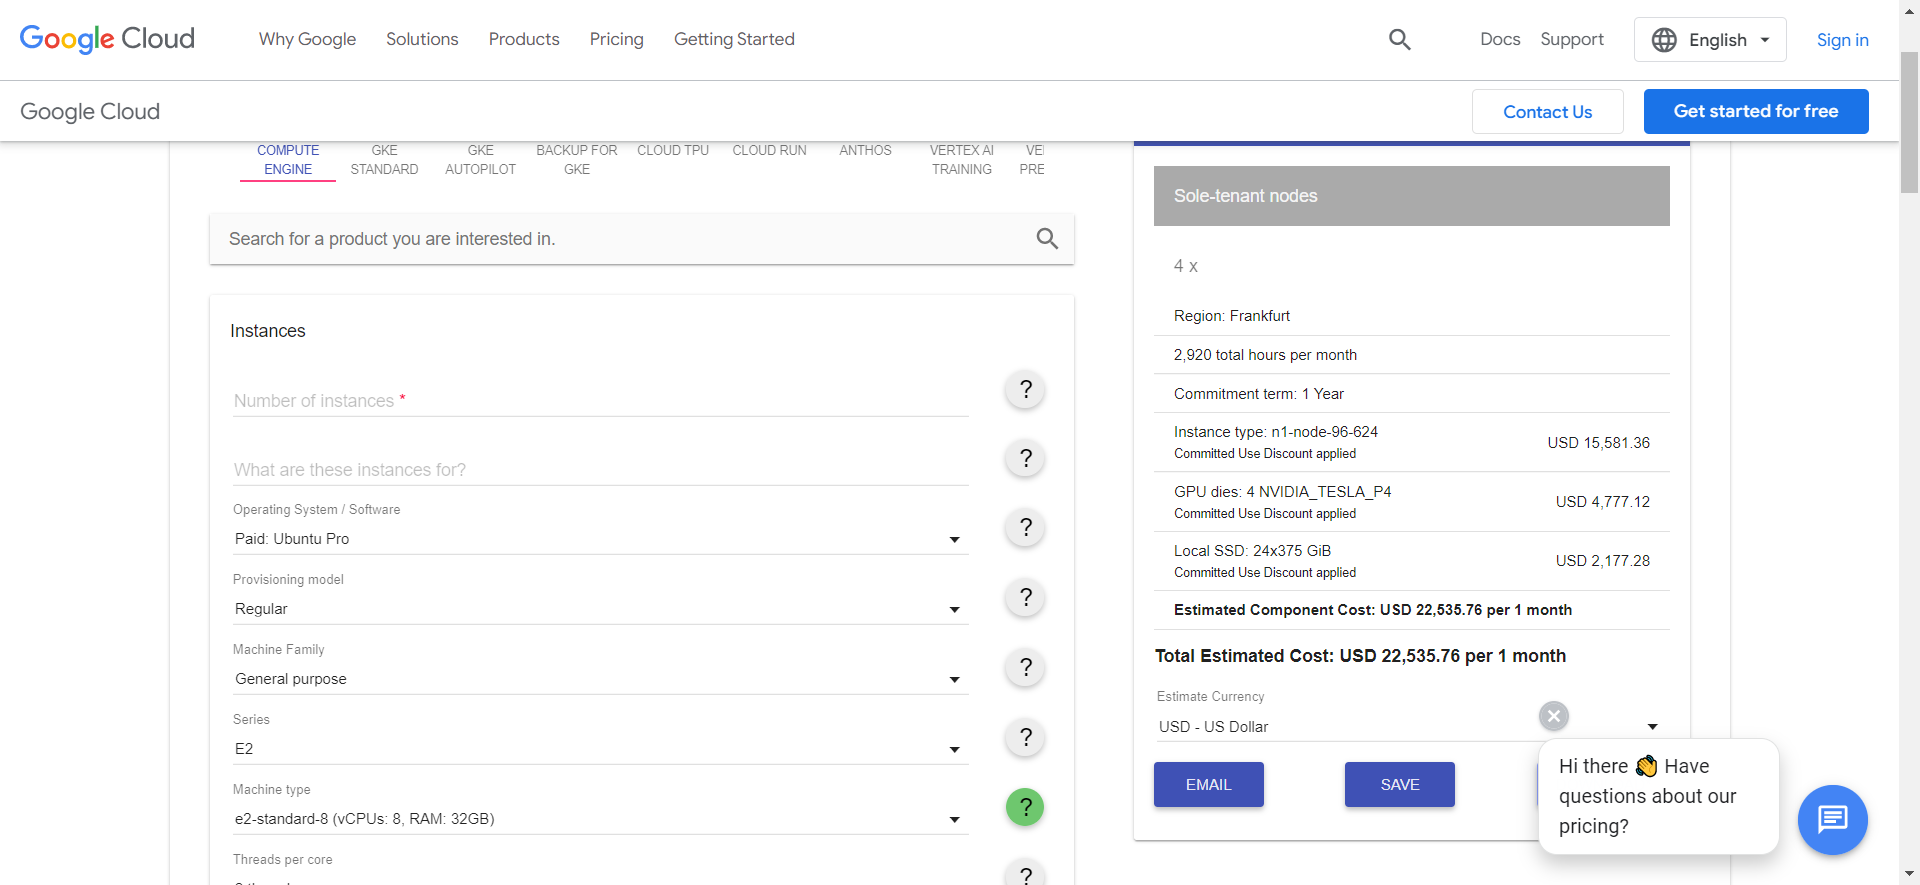 Google Cloud
Why Google
Solutions
Products
Pricing
Getting Started
Docs
Support
English
Sign in
Google Cloud
Contact Us
Get started for free
COMPUTE
ENGINE
GKE
STANDARD
GKE
AUTOPILOT
BACKUP FOR
GKE
CLOUD TPU
CLOUD RUN
ANTHOS
VERTEX AI
TRAINING
VE
PRE
Search for a product you are interested in.
Instances
Number of instances *
?
What are these instances for?
?
Operating System / Software
Paid: Ubuntu Pro
?
Provisioning model
Regular
?
Machine Family
General purpose
?
Series
E2
?
Machine type
e2-standard-8 (vCPUs: 8, RAM: 32GB)
?
Threads per core
?
Sole-tenant nodes
4 x
Region: Frankfurt
2,920 total hours per month
Commitment term: 1 Year
Instance type: n1-node-96-624
Committed Use Discount applied
USD 15,581.36
GPU dies: 4 NVIDIA_TESLA_P4
Committed Use Discount applied
USD 4,777.12
Local SSD: 24x375 GiB
Committed Use Discount applied
USD 2,177.28
Estimated Component Cost: USD 22,535.76 per 1 month
Total Estimated Cost: USD 22,535.76 per 1 month
Estimate Currency
USD - US Dollar
EMAIL
SAVE
Hi there 👋 Have
questions about our
pricing?